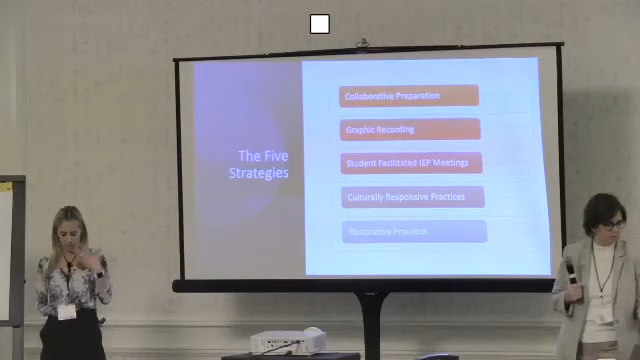 The Five
Strategies
Collaborative Preparation
Graphic Recording
Student Facilitated IEP Meetings
Culturally Responsive Practices
Restorative Practices